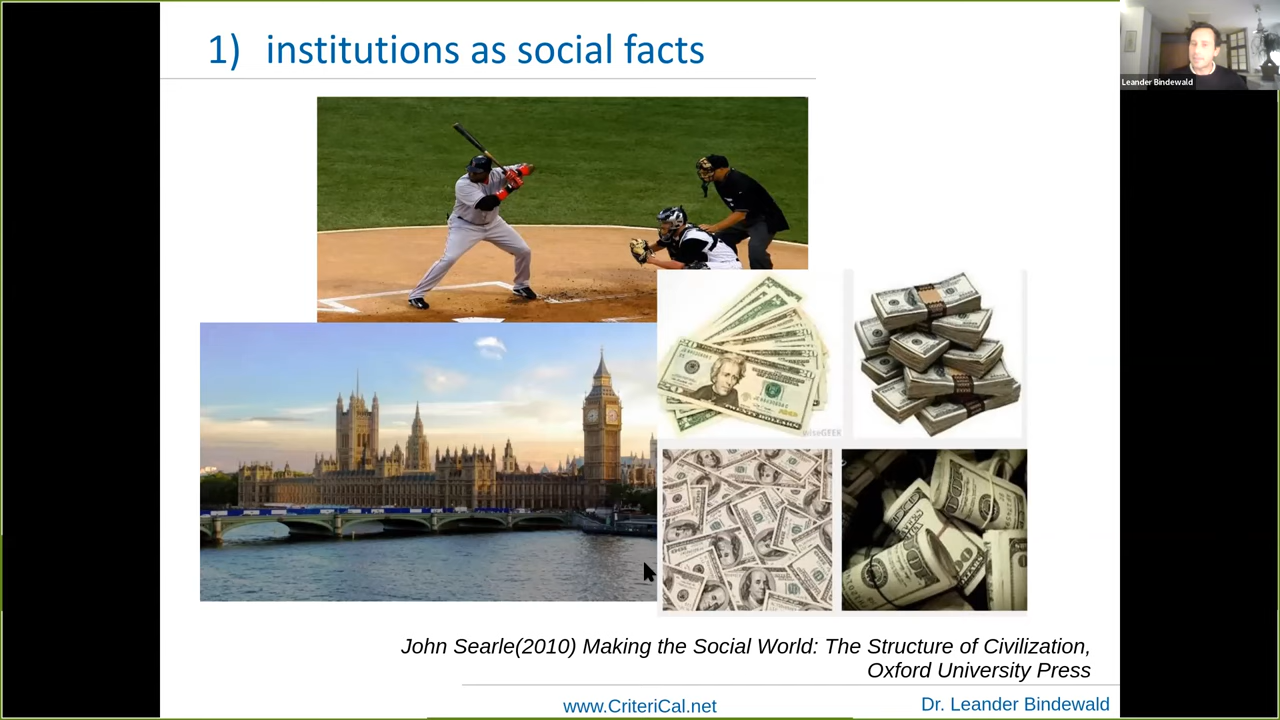 1) institutions as social facts
Leander Bindewald
wiseGEEK
John Searle(2010) Making the Social World: The Structure of Civilization,
Oxford University Press
www.CriteriCal.net
Dr. Leander Bindewald